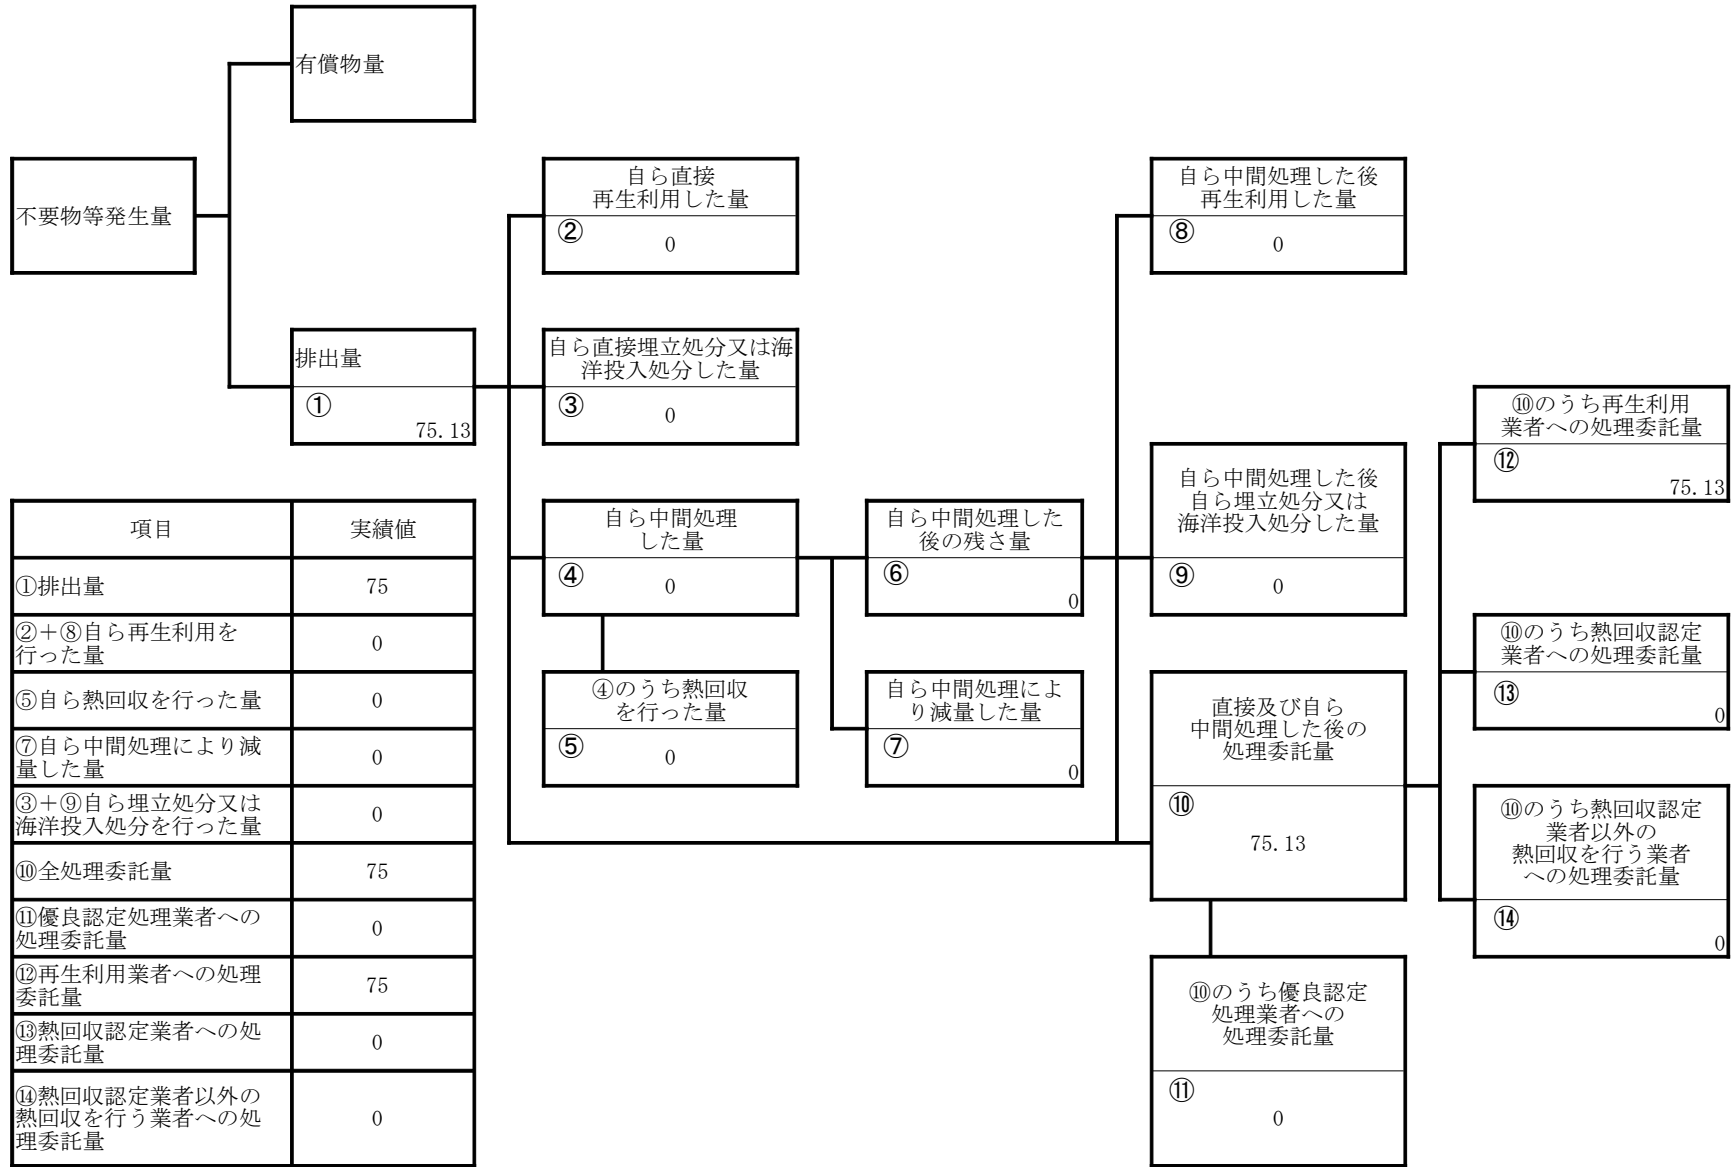 有償物量
不要物等発生量
自ら直接
再生利用した量
②
0
自ら中間処理した後
再生利用した量
⑧
0
排出量
①
75.13
自ら直接埋立処分又は海
洋投入処分した量
③
0
⑩のうち再生利用
業者への処理委託量
⑫
75.13
自ら中間処理
した量
④
0
自ら中間処理した
後の残さ量
⑥
0
自ら中間処理した後
自ら埋立処分又は
海洋投入処分した量
⑨
0
⑩のうち熱回収認定
業者への処理委託量
⑬
0
④のうち熱回収
を行った量
⑤
0
自ら中間処理によ
り減量した量
⑦
0
直接及び自ら
中間処理した後の
処理委託量
⑩
75.13
⑩のうち熱回収認定
業者以外の
熱回収を行う業者
への処理委託量
⑭
0
⑩のうち優良認定
処理業者への
処理委託量
⑪
0
項目 実績値
①排出量 75
②＋⑧自ら再生利用を
行った量 0
⑤自ら熱回収を行った量 0
⑦自ら中間処理により減
量した量 0
③＋⑨自ら埋立処分又は
海洋投入処分を行った量 0
⑩全処理委託量 75
⑪優良認定処理業者への
処理委託量 0
⑫再生利用業者への処理
委託量 75
⑬熱回収認定業者への処
理委託量 0
⑭熱回収認定業者以外の
熱回収を行う業者への処
理委託量 0